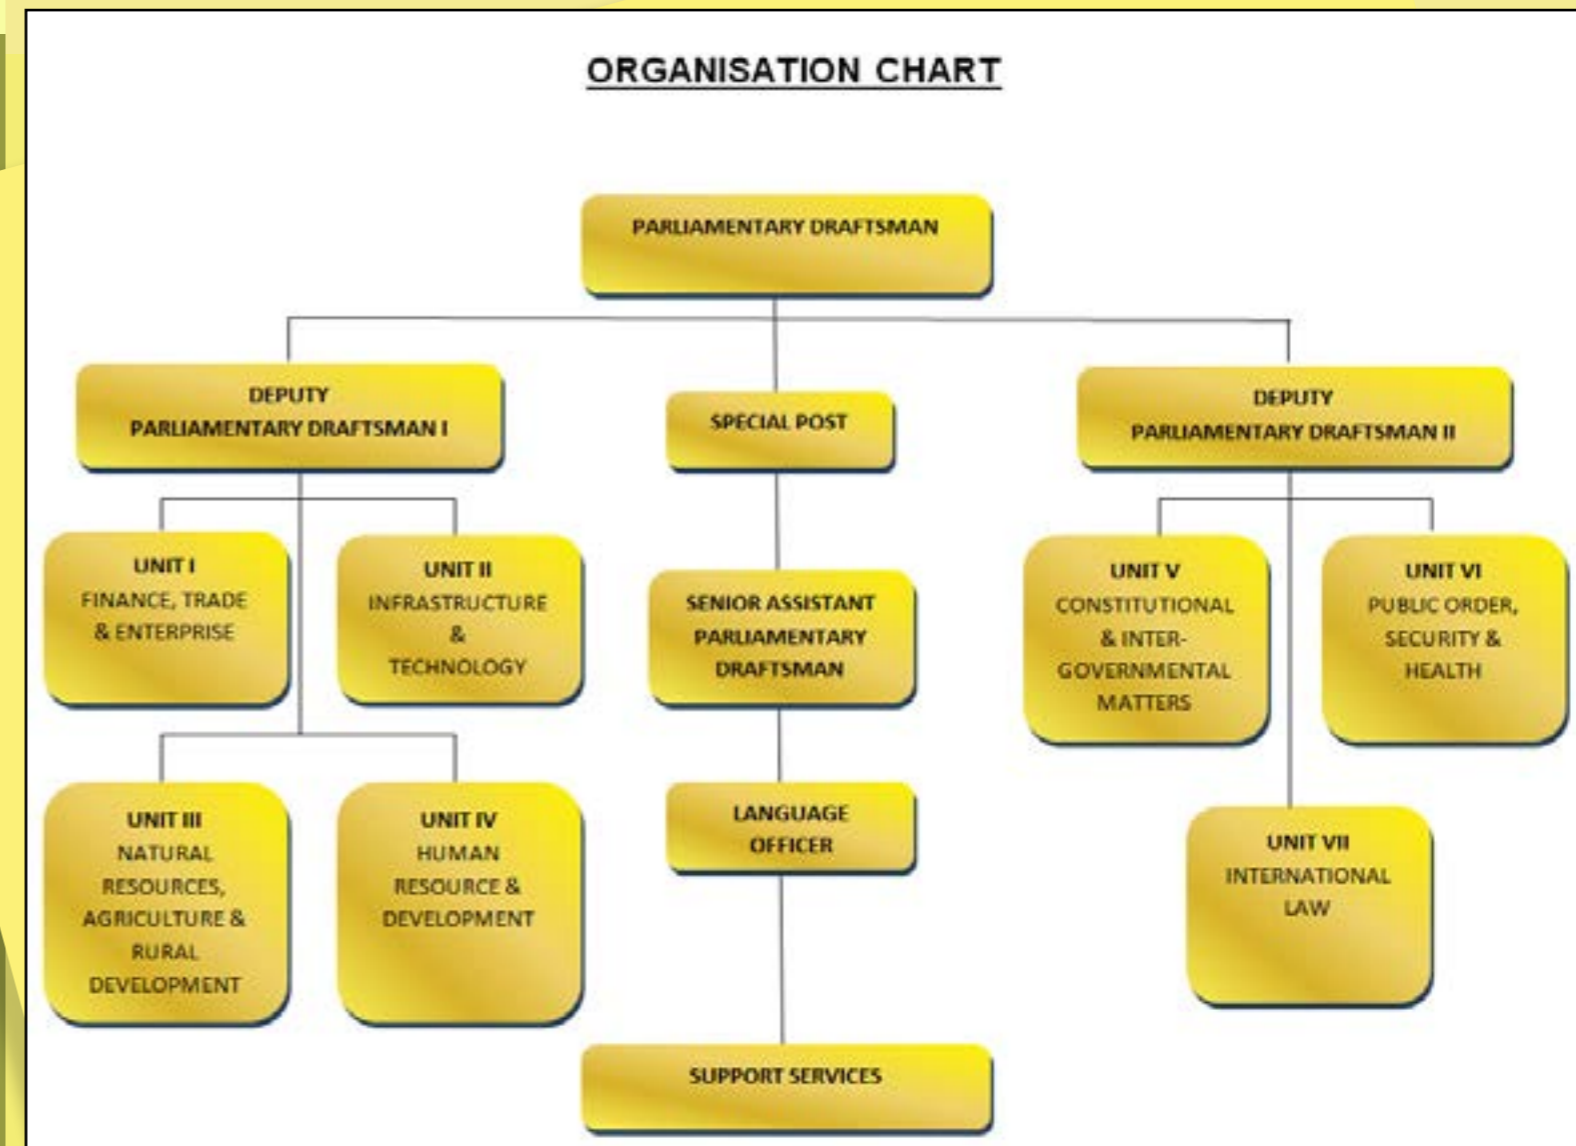 ORGANISATION CHART
PARLIAMENTARY DRAFTSMAN
DEPUTY
PARLIAMENTARY DRAFTSMAN I
SPECIAL POST
DEPUTY
PARLIAMENTARY DRAFTSMAN II
UNIT I
FINANCE, TRADE
& ENTERPRISE
UNIT II
INFRASTRUCTURE
&
TECHNOLOGY
SENIOR ASSISTANT
PARLIAMENTARY
DRAFTSMAN
UNIT V
CONSTITUTIONAL
& INTER-
GOVERNMENTAL
MATTERS
UNIT VI
PUBLIC ORDER,
SECURITY &
HEALTH
UNIT III
NATURAL
RESOURCES,
AGRICULTURE &
RURAL
DEVELOPMENT
UNIT IV
HUMAN
RESOURCE &
DEVELOPMENT
LANGUAGE
OFFICER
UNIT VII
INTERNATIONAL
LAW
SUPPORT SERVICES